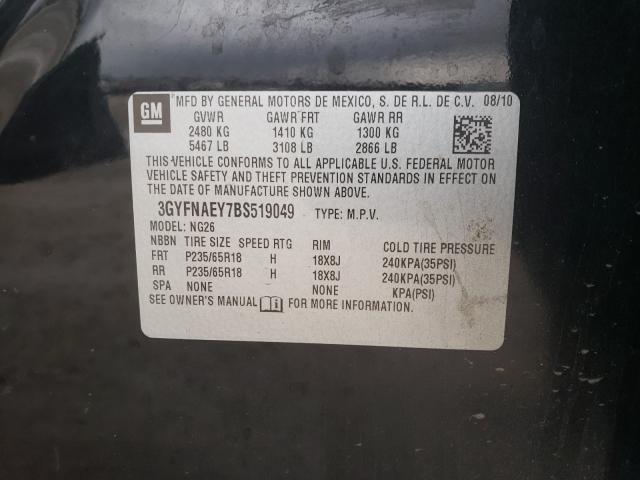 GM MFD BY GENERAL MOTORS DE MEXICO, S. DE R.L. DE C.V. 08/10
GVWR GAWR FRT GAWR RR
2480 KG 1410 KG 1300 KG
5467 LB 3108 LB 2866 LB
THIS VEHICLE CONFORMS TO ALL APPLICABLE U.S. FEDERAL MOTOR
VEHICLE SAFETY AND THEFT PREVENTION STANDARDS IN EFFECT ON
THE DATE OF MANUFACTURE SHOWN ABOVE.
3GYFNAEY7BS519049 TYPE: M.P.V.
MODEL: NG26
NBBN TIRE SIZE SPEED RTG RIM COLD TIRE PRESSURE
FRT P235/65R18 H 18X8J 240KPA(35PSI)
RR P235/65R18 H 18X8J 240KPA(35PSI)
SPA NONE NONE KPA(PSI)
SEE OWNER'S MANUAL FOR MORE INFORMATION.